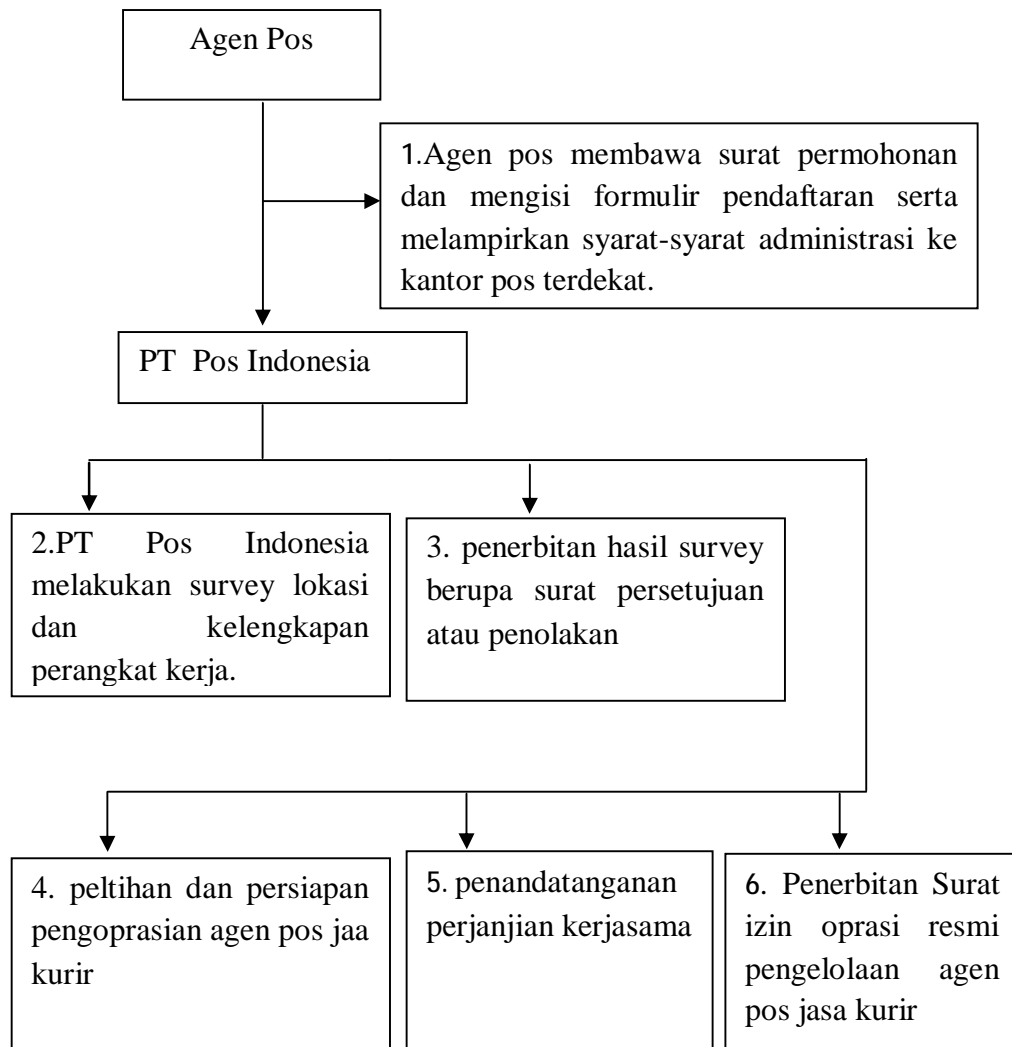 Agen Pos
1.Agen pos membawa surat permohonan
dan mengisi formulir pendaftaran serta
melampirkan syarat-syarat administrasi ke
kantor pos terdekat.
PT Pos Indonesia
2.PT Pos Indonesia
melakukan survey lokasi
dan kelengkapan
perangkat kerja.
3. penerbitan hasil survey
berupa surat persetujuan
atau penolakan
4. peltihan dan persiapan
pengoprasian agen pos jaa
kurir
5. penandatanganan
perjanjian kerjasama
6. Penerbitan Surat
izin oprasi resmi
pengelolaan agen
pos jasa kurir